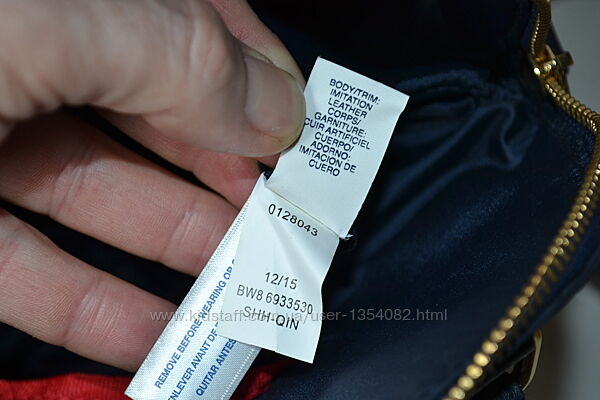 BODY/TRIM:
IMITATION
LEATHER
CORPS/
GARNITURE:
CUIR ARTIFICIEL
CUERPO/
ADORNO:
IMITACION DE
CUERO
0128043
12/15
BW8 6933530
SHH-QIN
REMOVE BEFORE WEARING OR
ENLEVER AVANT DE
QUITAR ANTES
www.kidstaff.com.ua/user-1354082.html